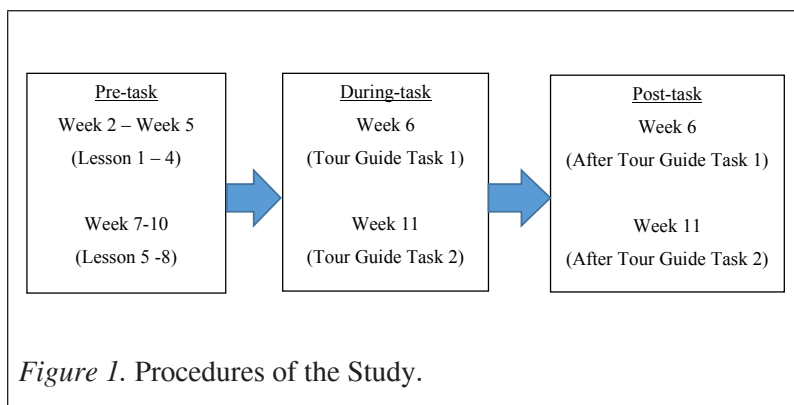 Pre-task
Week 2 – Week 5
(Lesson 1 – 4)
Week 7-10
(Lesson 5 -8)
During-task
Week 6
(Tour Guide Task 1)
Week 11
(Tour Guide Task 2)
Post-task
Week 6
(After Tour Guide Task 1)
Week 11
(After Tour Guide Task 2)
Figure 1. Procedures of the Study.